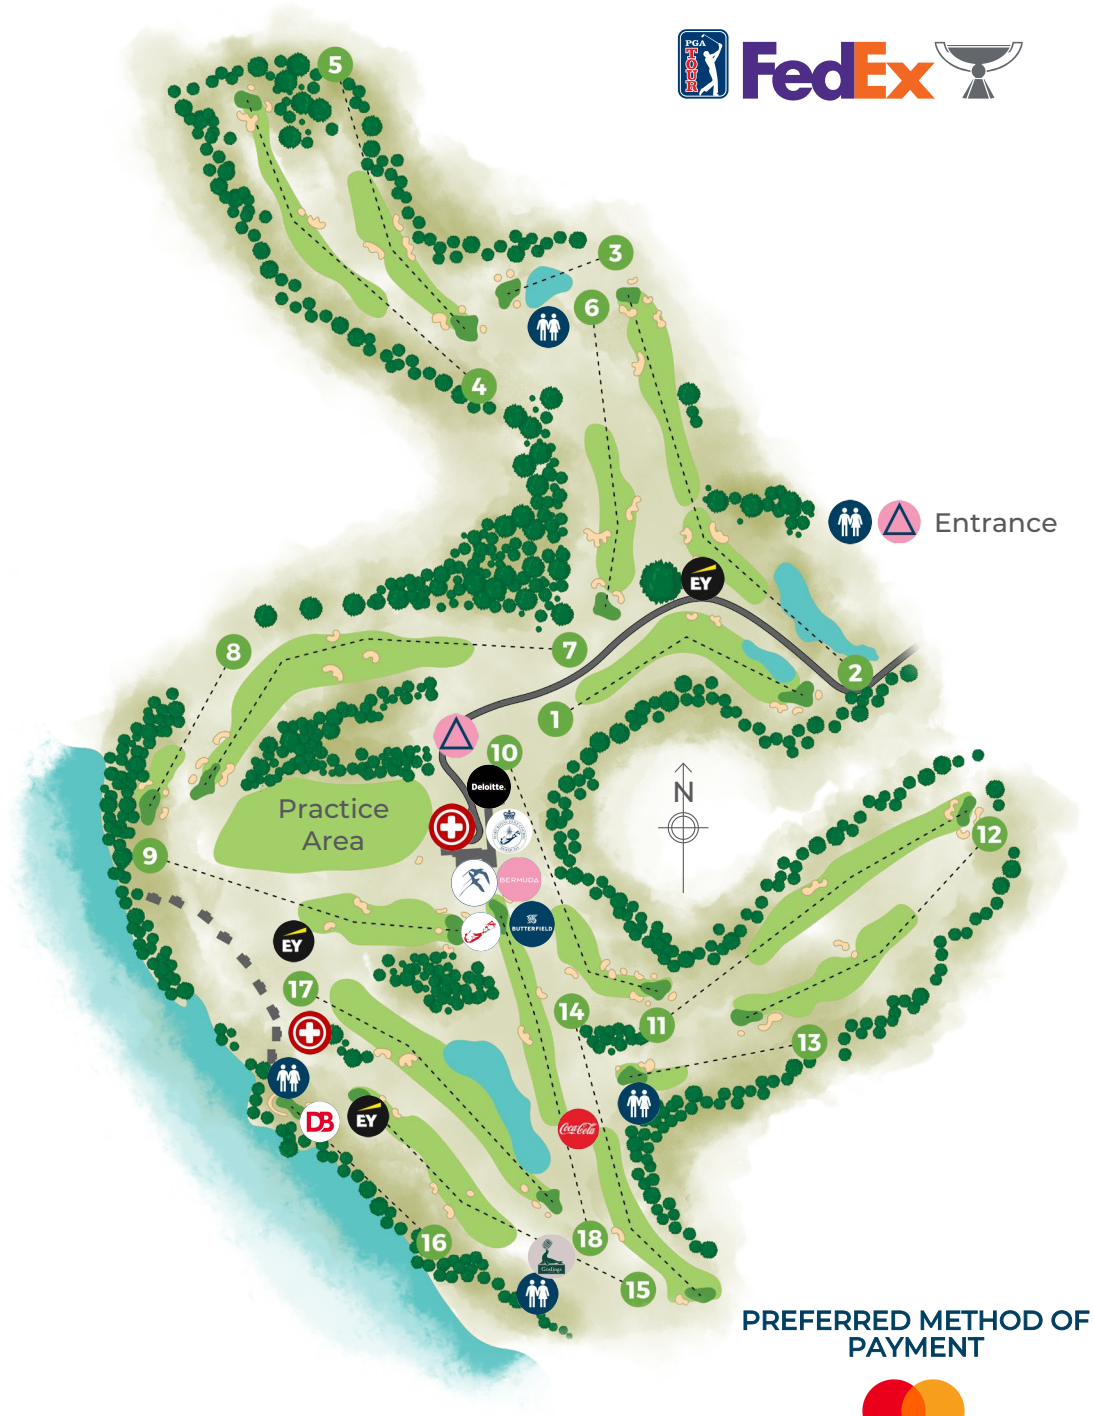 PGA
TOUR
FedEx
5
3
6
4
Entrance
EY
8
7
2
1
10
N
Deloitte.
Practice
Area
12
9
BERMUDA
BUTTERFIELD
EY
17
14
11
13
DB
EY
Coca-Cola
18
16
Goslings
15
PREFERRED METHOD OF
PAYMENT